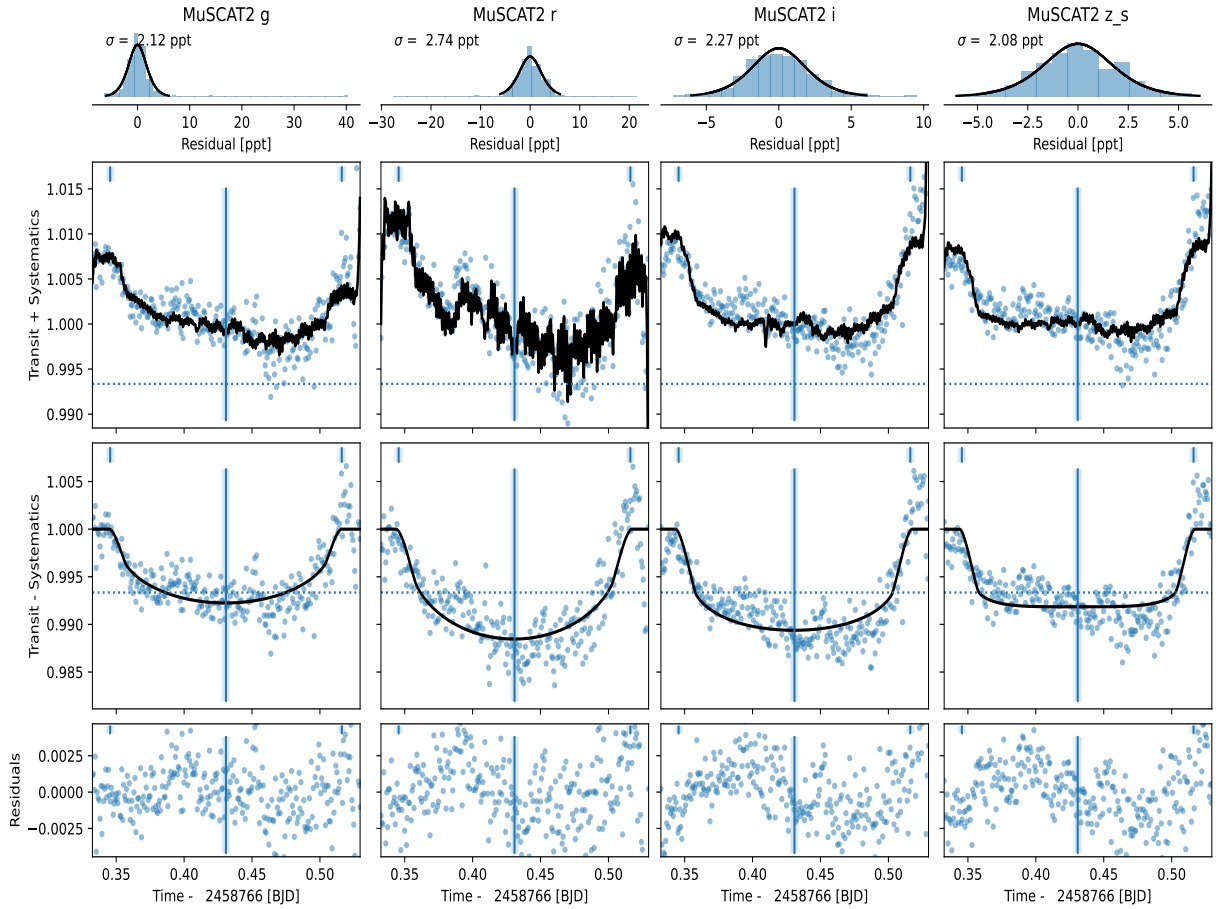 MuSCAT2 g MuSCAT2 r MuSCAT2 i MuSCAT2 z_s
σ = 2.12 ppt σ = 2.74 ppt σ = 2.27 ppt σ = 2.08 ppt
0 10 20 30 40 −30 −20 −10 0 10 20 −5 0 5 10 −5.0 −2.5 0.0 2.5 5.0
Residual [ppt] Residual [ppt] Residual [ppt] Residual [ppt]
Transit + Systematics
1.015
1.010
1.005
1.000
0.995
0.990
Transit - Systematics
1.005
1.000
0.995
0.990
0.985
Residuals
0.0025
0.0000
−0.0025
0.35 0.40 0.45 0.50 0.35 0.40 0.45 0.50 0.35 0.40 0.45 0.50 0.35 0.40 0.45 0.50
Time - 2458766 [BJD] Time - 2458766 [BJD] Time - 2458766 [BJD] Time - 2458766 [BJD]